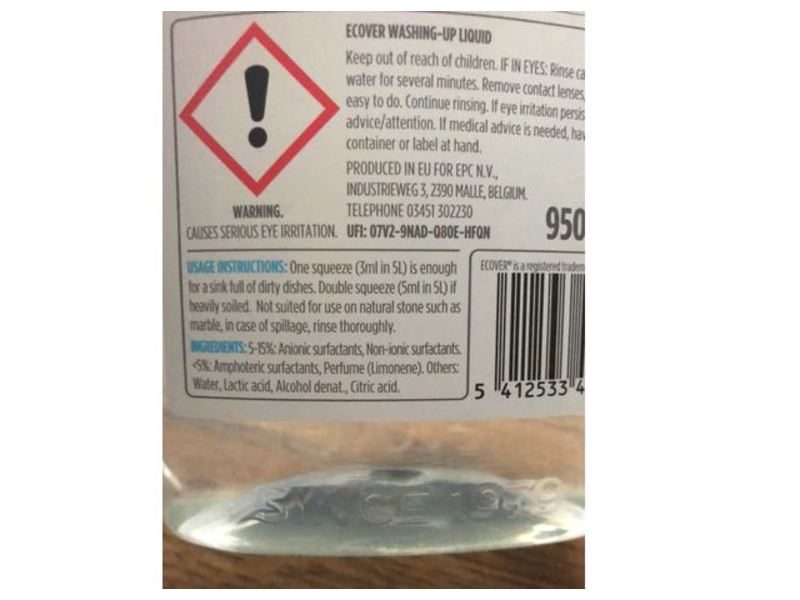 ECOVER WASHING-UP LIQUID
Keep out of reach of children. IF IN EYES: Rinse ca
water for several minutes. Remove contact lenses,
easy to do. Continue rinsing. If eye irritation persis
advice/attention. If medical advice is needed, hav
container or label at hand.
PRODUCED IN EU FOR EPC N.V.,
INDUSTRIEWEG 3, 2390 MALLE, BELGIUM.
TELEPHONE 03451 302230
UFI: 07V2-9NAD-Q80E-HFQN
950
WARNING.
CAUSES SERIOUS EYE IRRITATION.
USAGE INSTRUCTIONS: One squeeze (3ml in 5L) is enough
for a sink full of dirty dishes. Double squeeze (5ml in 5L) if
heavily soiled. Not suited for use on natural stone such as
marble, in case of spillage, rinse thoroughly.
INGREDIENTS: 5-15%: Anionic surfactants, Non-ionic surfactants.
<5%: Amphoteric surfactants, Perfume (Limonene). Others:
Water, Lactic acid, Alcohol denat., Citric acid.
ECOVER® is a registered tradem
5 412533 4
SINCE 1979